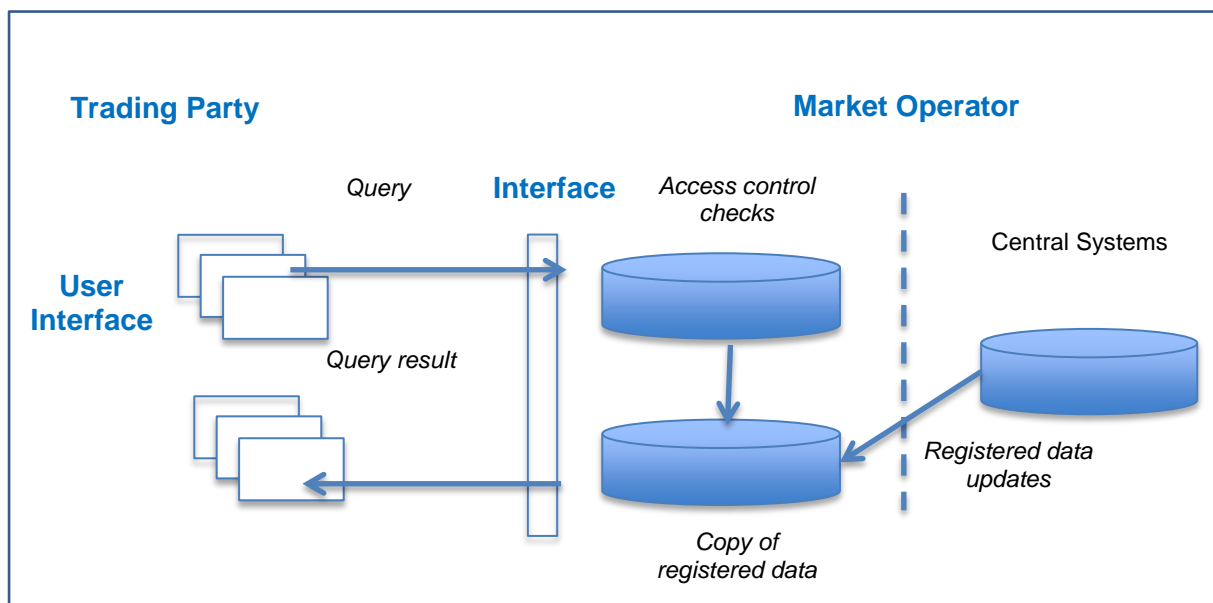 Trading Party
Market Operator
Query
Interface
Access control
checks
Central Systems
User
Interface
Query result
Registered data
updates
Copy of
registered data